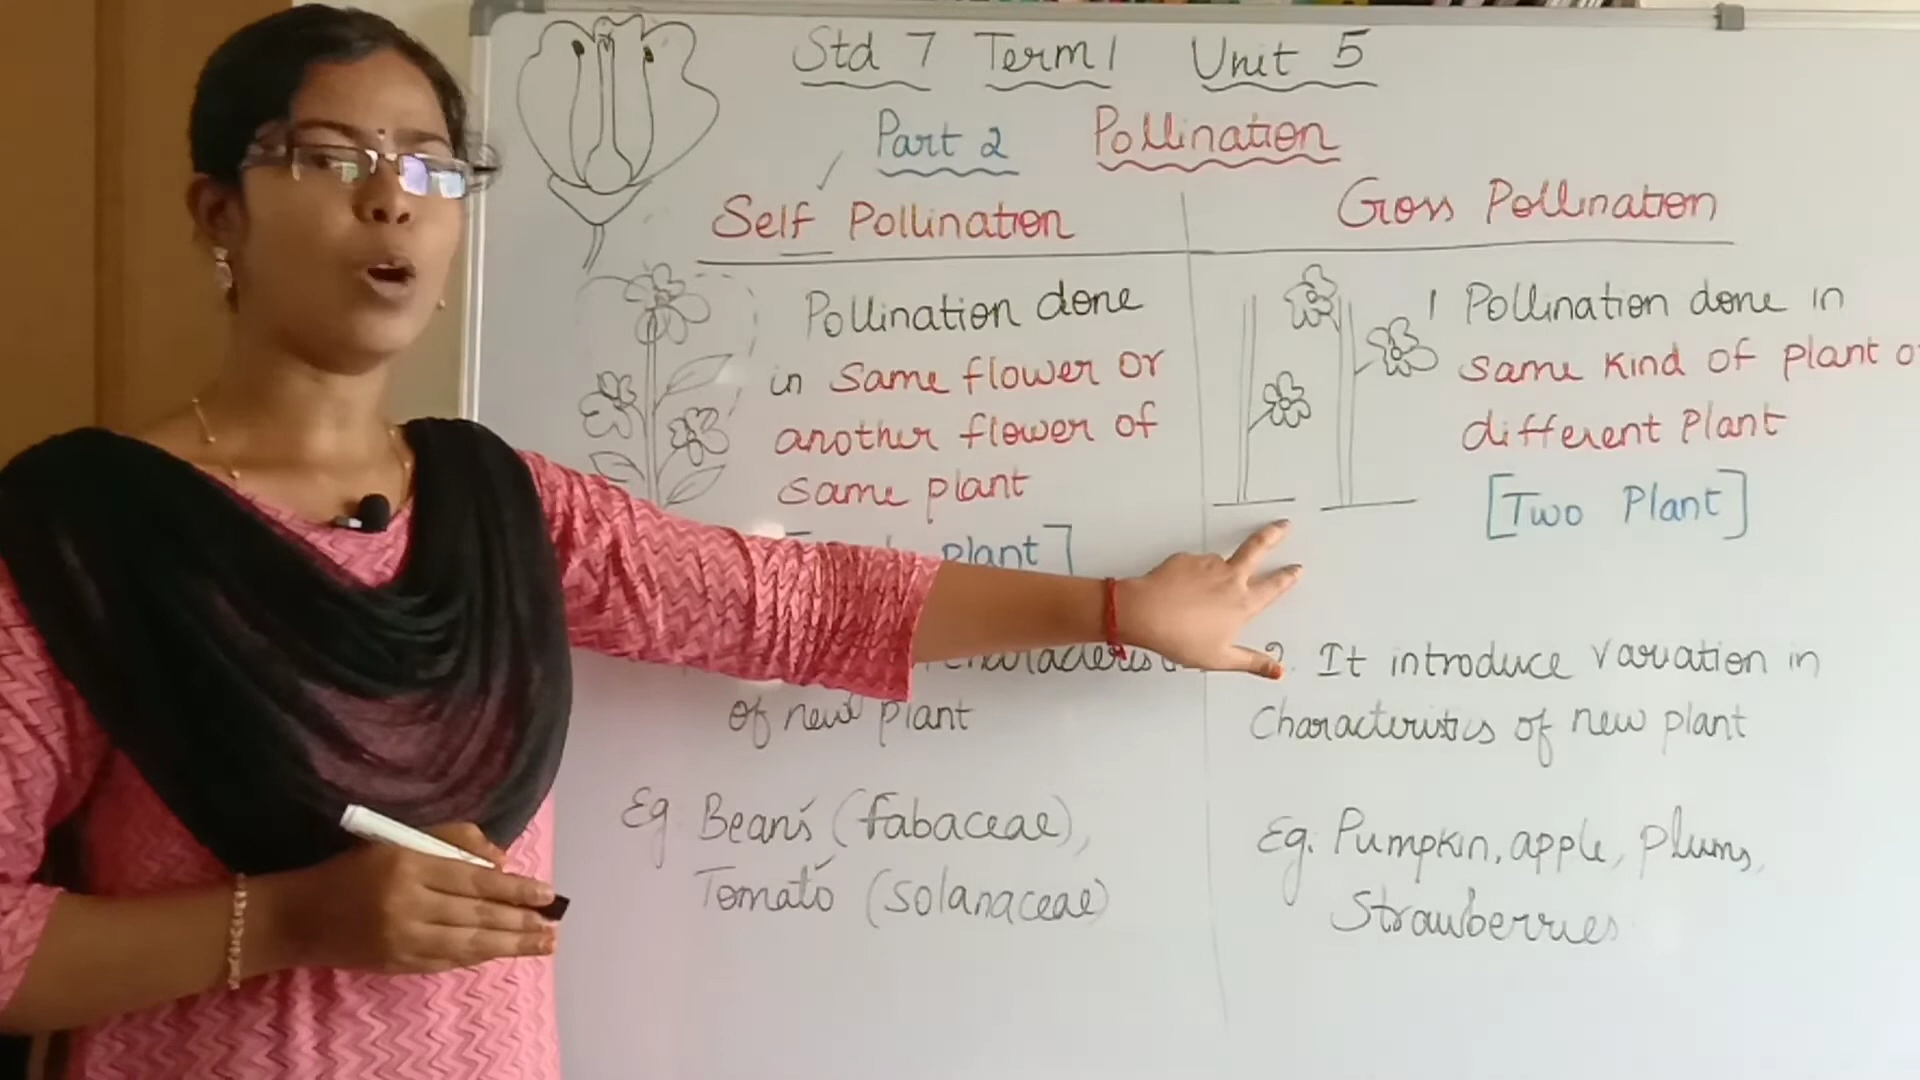 Std 7 Term 1 Unit 5
Part 2 Pollination
Self Pollination
Pollination done
in same flower or
another flower of
same plant
plant]
of new plant
Eg Beans (fabaceae),
Tomato (solanaceae)
Cross Pollination
1 Pollination done in
same kind of plant
different Plant
[Two Plant]
2. It introduce variation in
Characteristics of new plant
Eg. Pumpkin, apple, plums,
Strawberries